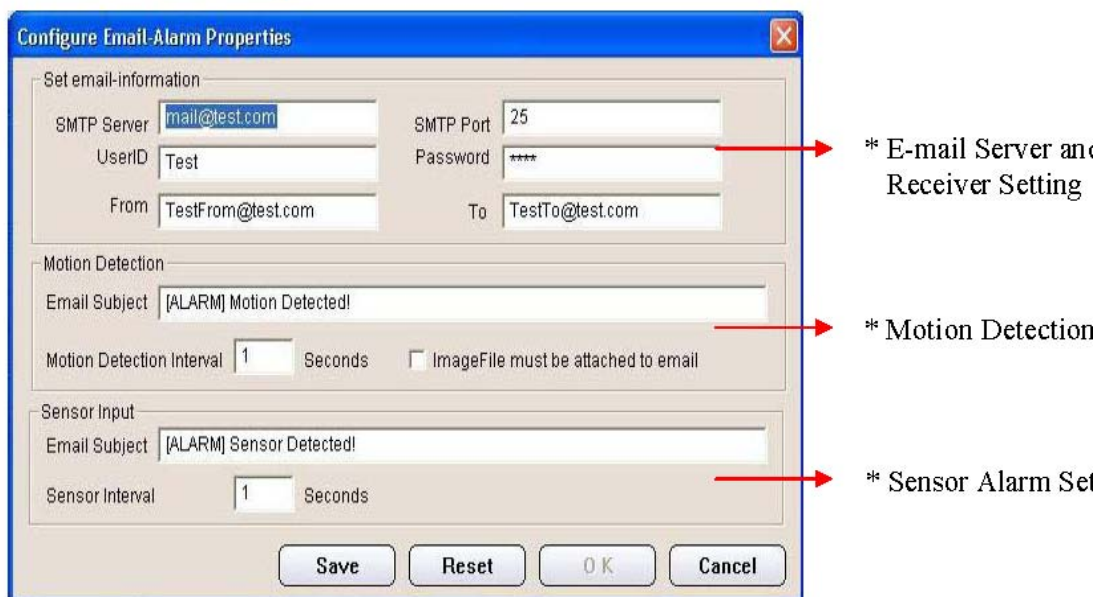 Configure Email-Alarm Properties
Set email-information
SMTP Server mail@test.com SMTP Port 25
UserID Test Password ****
From TestFrom@test.com To TestTo@test.com
* E-mail Server and
Receiver Setting
Motion Detection
Email Subject [ALARM] Motion Detected!
* Motion Detection
Motion Detection Interval 1 Seconds ImageFile must be attached to email
Sensor Input
Email Subject [ALARM] Sensor Detected!
* Sensor Alarm Set
Sensor Interval 1 Seconds
Save Reset OK Cancel